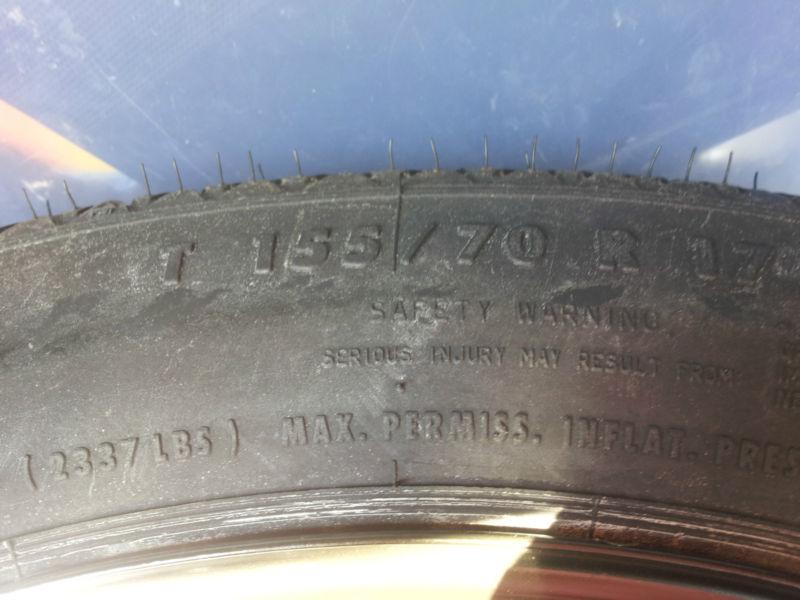 T 155/70 R 17
SAFETY WARNING
SERIOUS INJURY MAY RESULT FROM:
(2337 LBS) MAX. PERMISS. INFLAT. PRES